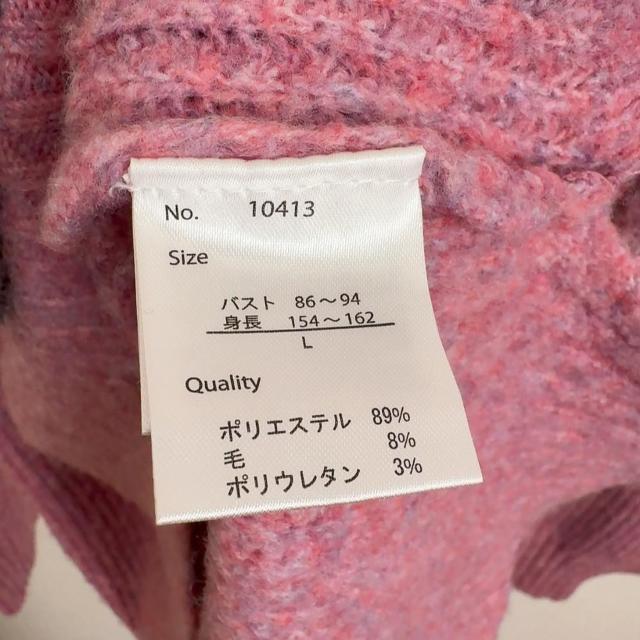 No. 10413
Size
バスト 86～94
身長 154～162
L
Quality
ポリエステル 89%
毛 8%
ポリウレタン 3%